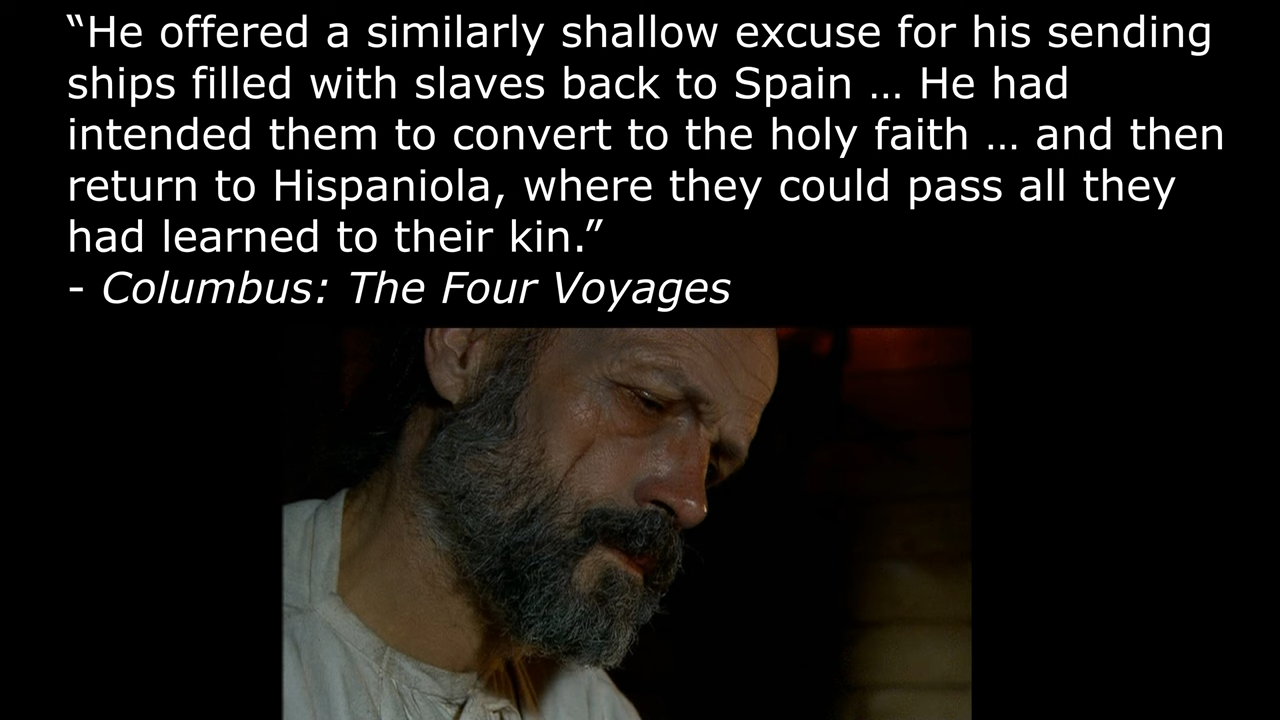 “He offered a similarly shallow excuse for his sending
ships filled with slaves back to Spain … He had
intended them to convert to the holy faith … and then
return to Hispaniola, where they could pass all they
had learned to their kin.”
- Columbus: The Four Voyages